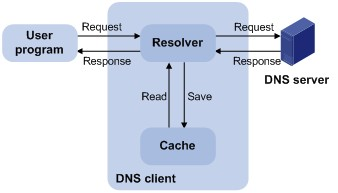 Request
Request
User
program
Resolver
Response
Response
DNS server
Read
Save
Cache
DNS client